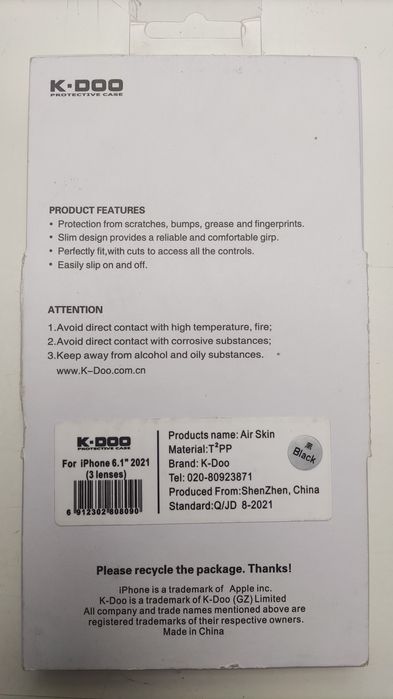 K·DOO
PROTECTIVE CASE
PRODUCT FEATURES
• Protection from scratches, bumps, grease and fingerprints.
• Slim design provides a reliable and comfortable girp.
• Perfectly fit,with cuts to access all the controls.
• Easily slip on and off.
ATTENTION
1.Avoid direct contact with high temperature, fire;
2.Avoid direct contact with corrosive substances;
3.Keep away from alcohol and oily substances.
www.K-Doo.com.cn
K·DOO
PROTECTIVE CASE
For iPhone 6.1" 2021
(3 lenses)
6 912302 808090
Products name: Air Skin
Material:T²PP
Brand: K-Doo
Tel: 020-80923871
Produced From:ShenZhen, China
Standard:Q/JD 8-2021
黑
Black
Please recycle the package. Thanks!
iPhone is a trademark of Apple inc.
K-Doo is a trademark of K-Doo (GZ) Limited
All company and trade names mentioned above are
registered trademarks of their respective owners.
Made in China